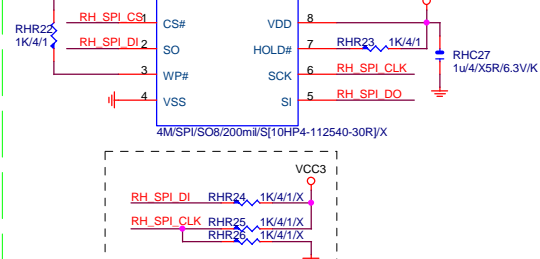 RH_SPI_CS 1 CS# VDD 8
RHR22
1K/4/1
RH_SPI_DI 2 SO HOLD# 7 RHR23 1K/4/1
3 WP# SCK 6 RH_SPI_CLK
4 VSS SI 5 RH_SPI_DO
RHC27
1u/4/X5R/6.3V/K
4M/SPI/SO8/200mil/S[10HP4-112540-30R]/X
VCC3
RH_SPI_DI RHR24 1K/4/1/X
RH_SPI_CLK RHR25 1K/4/1/X
RHR26 1K/4/1/X